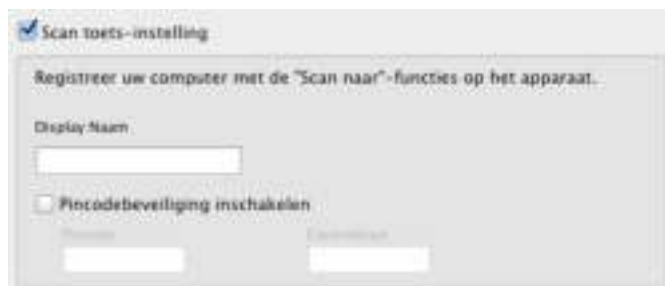 Scan toets-instelling
Registreer uw computer met de "Scan naar"-functies op het apparaat.
Display Naam
Pincodebeveiliging inschakelen